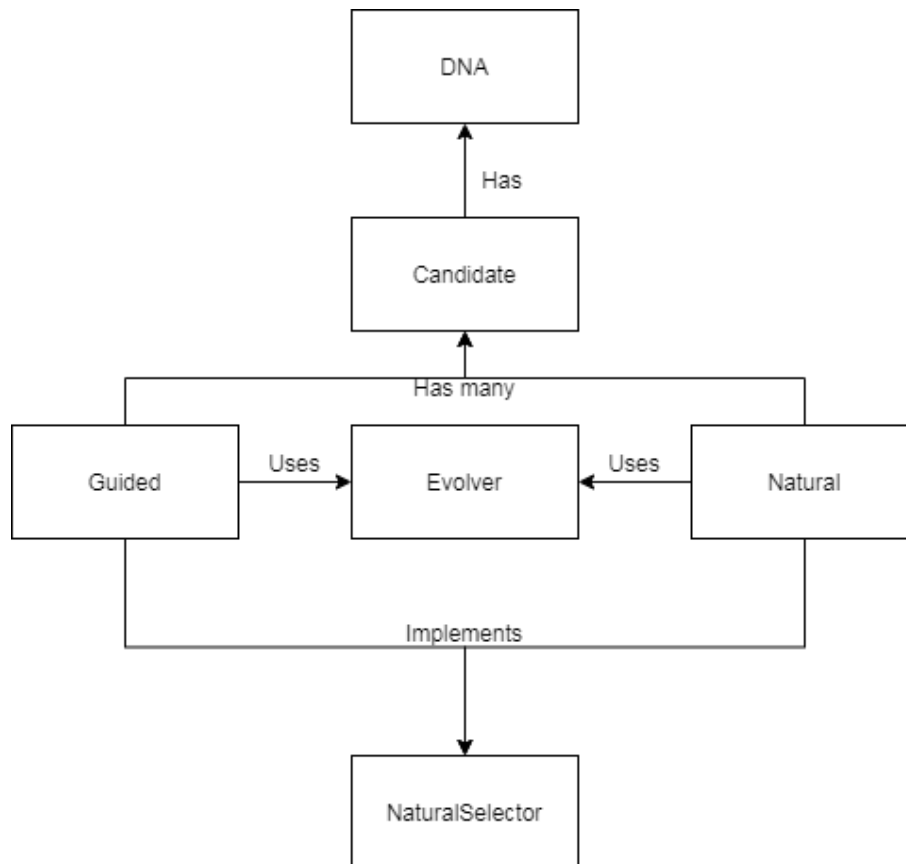 DNA
Has
Candidate
Has many
Guided
Uses
Evolver
Uses
Natural
Implements
NaturalSelector